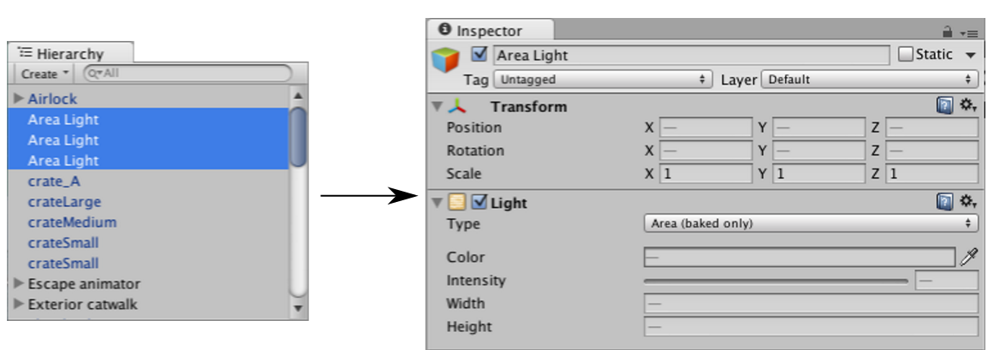 Hierarchy
Create All
Airlock
Area Light
Area Light
Area Light
crate_A
crateLarge
crateMedium
crateSmall
crateSmall
Escape animator
Exterior catwalk
Inspector
Area Light Static
Tag Untagged Layer Default
Transform
Position X — Y — Z —
Rotation X — Y — Z —
Scale X 1 Y 1 Z 1
Light
Type Area (baked only)
Color —
Intensity —
Width —
Height —